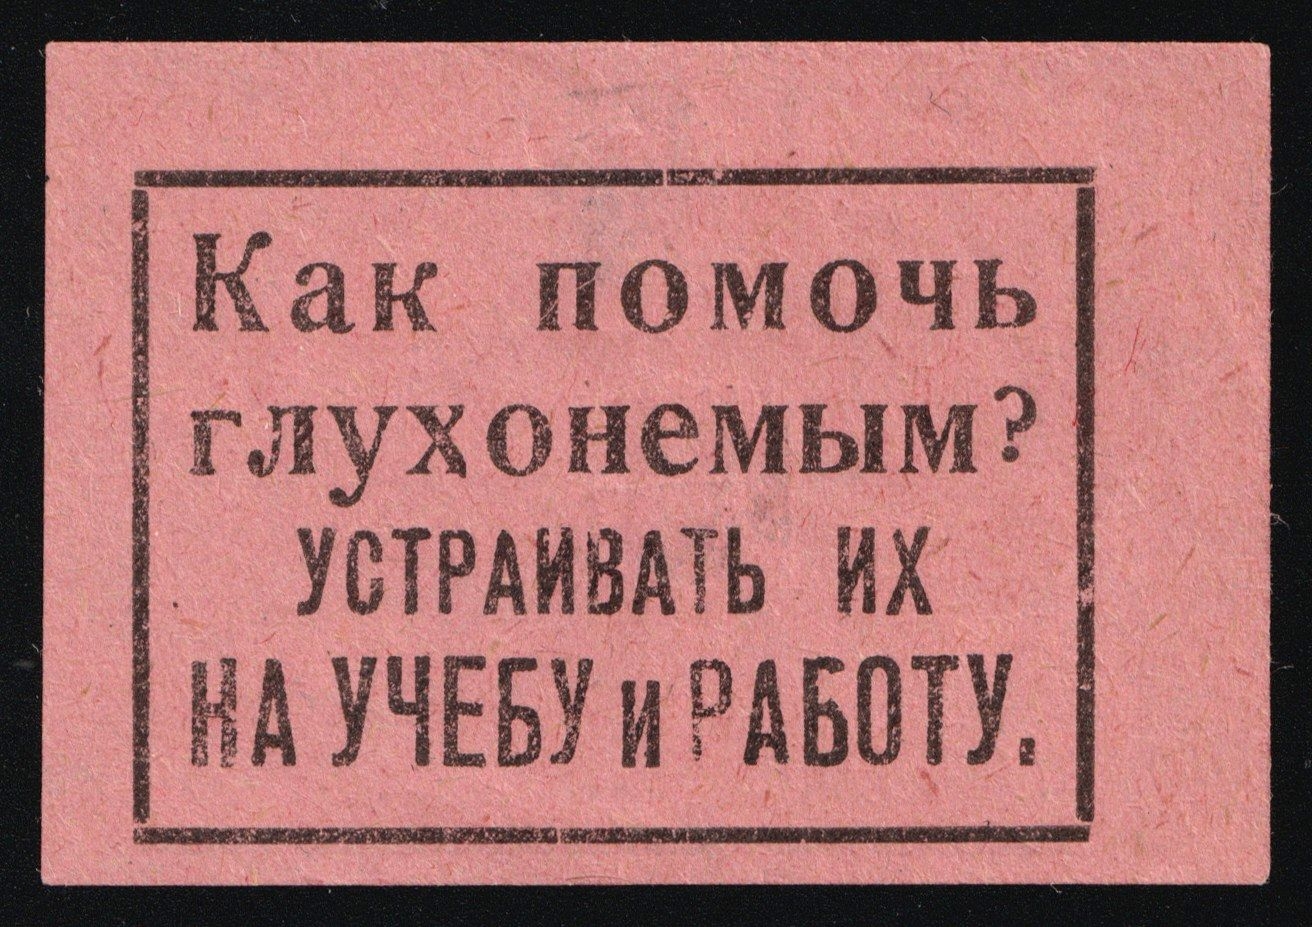 Как помочь
глухонемым?
УСТРАИВАТЬ ИХ
НА УЧЕБУ и РАБОТУ.